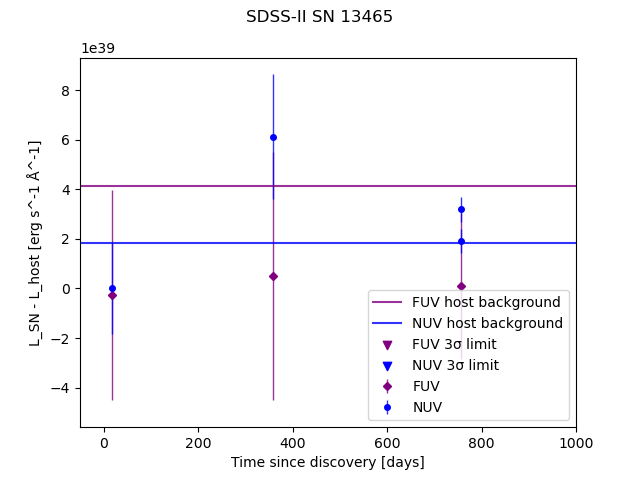 SDSS-II SN 13465
1e39
L_SN - L_host [erg s^-1 Å^-1]
8
6
4
2
0
−2
−4
FUV host background
NUV host background
FUV 3σ limit
NUV 3σ limit
FUV
NUV
0 200 400 600 800 1000
Time since discovery [days]